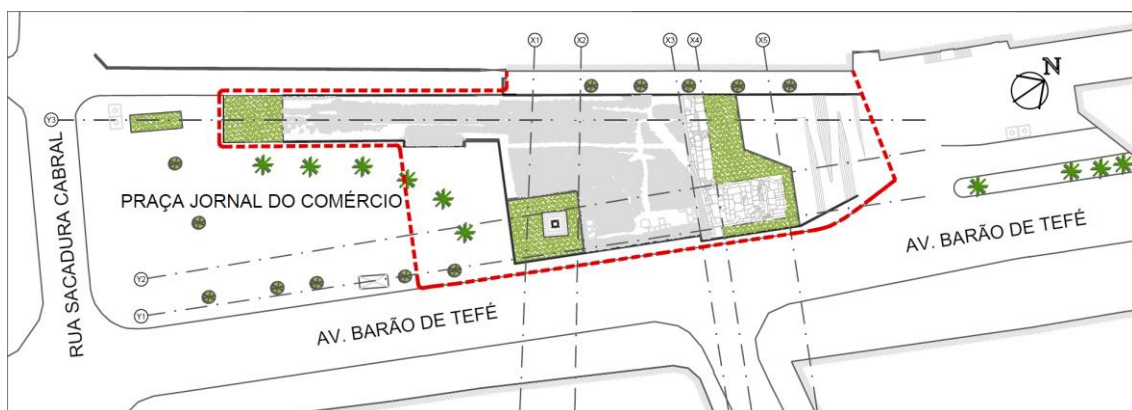 X1 X2 X3 X4 X5
N
Y3
RUA SACADURA CABRAL
PRAÇA JORNAL DO COMÉRCIO
AV. BARÃO DE TEFÉ
Y2
Y1
AV. BARÃO DE TEFÉ